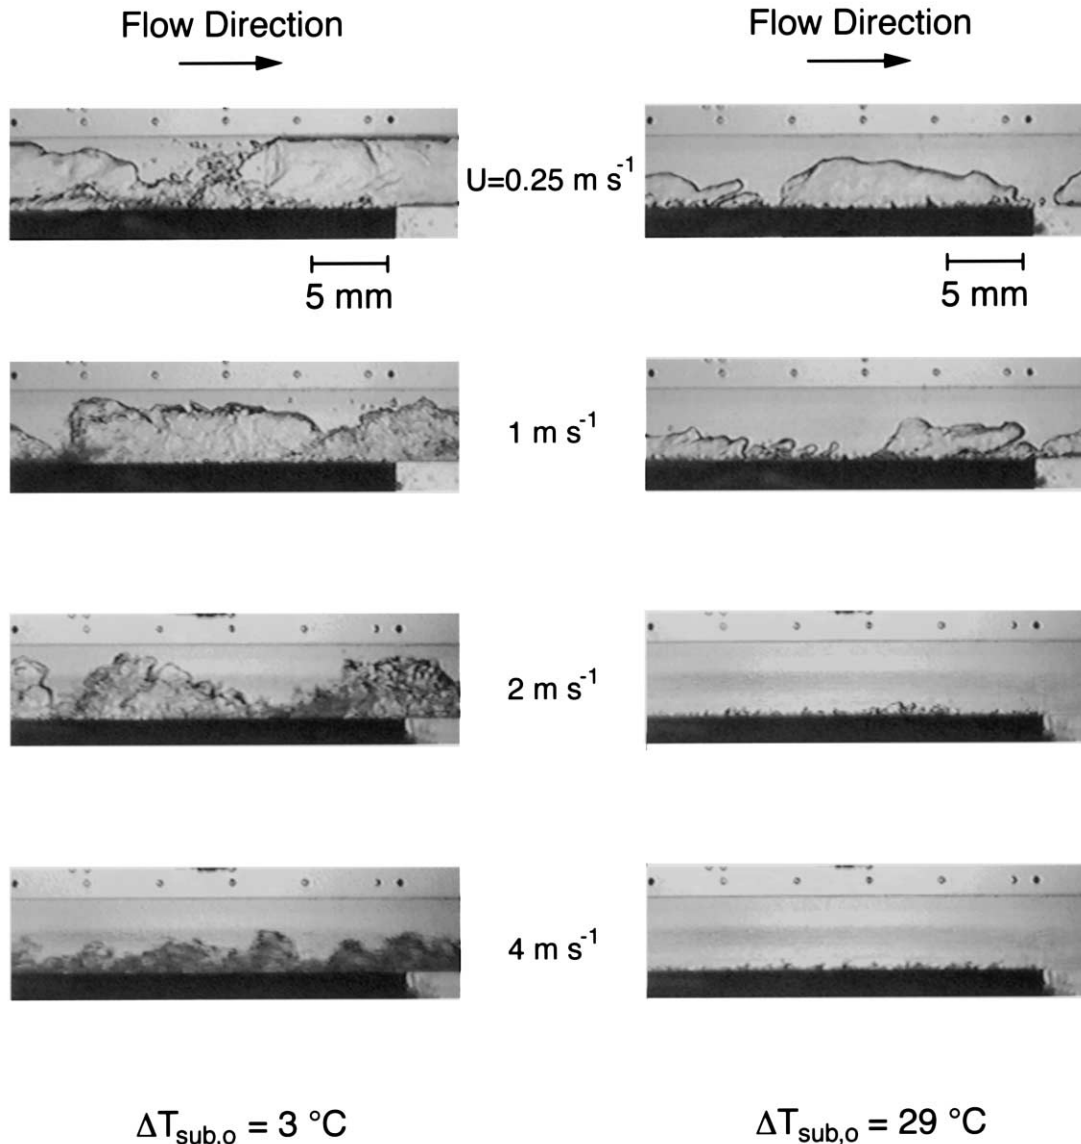 Flow Direction
Flow Direction
U=0.25 m s⁻¹
5 mm
5 mm
1 m s⁻¹
2 m s⁻¹
4 m s⁻¹
ΔTsub,o = 3 °C
ΔTsub,o = 29 °C